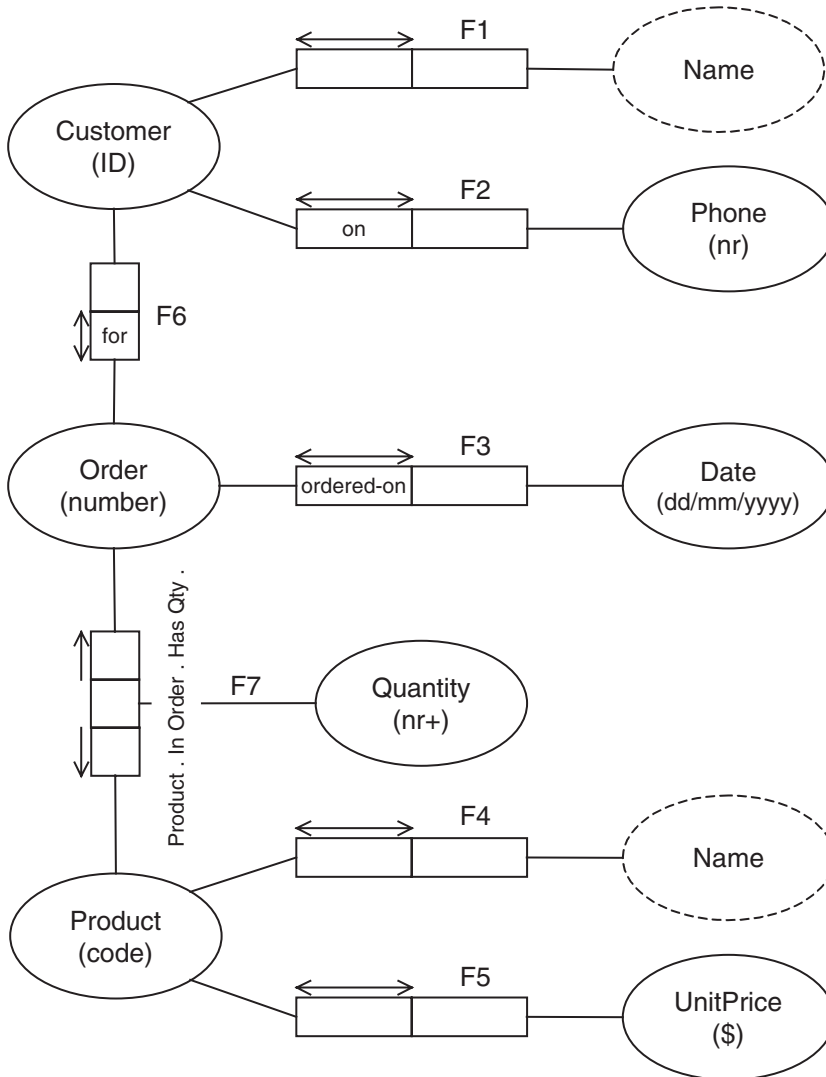 F1
Name
Customer
(ID)
F2
on
Phone
(nr)
F6
for
F3
Order
(number)
ordered-on
Date
(dd/mm/yyyy)
Product . In Order . Has Qty .
F7
Quantity
(nr+)
F4
Name
Product
(code)
F5
UnitPrice
($)